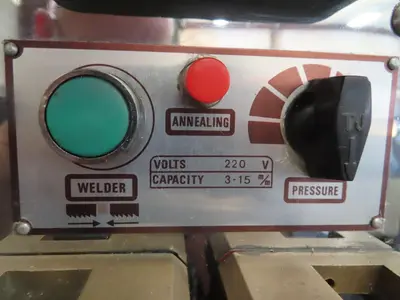 ANNEALING
VOLTS 220 V
CAPACITY 3-15 m/m
WELDER
PRESSURE